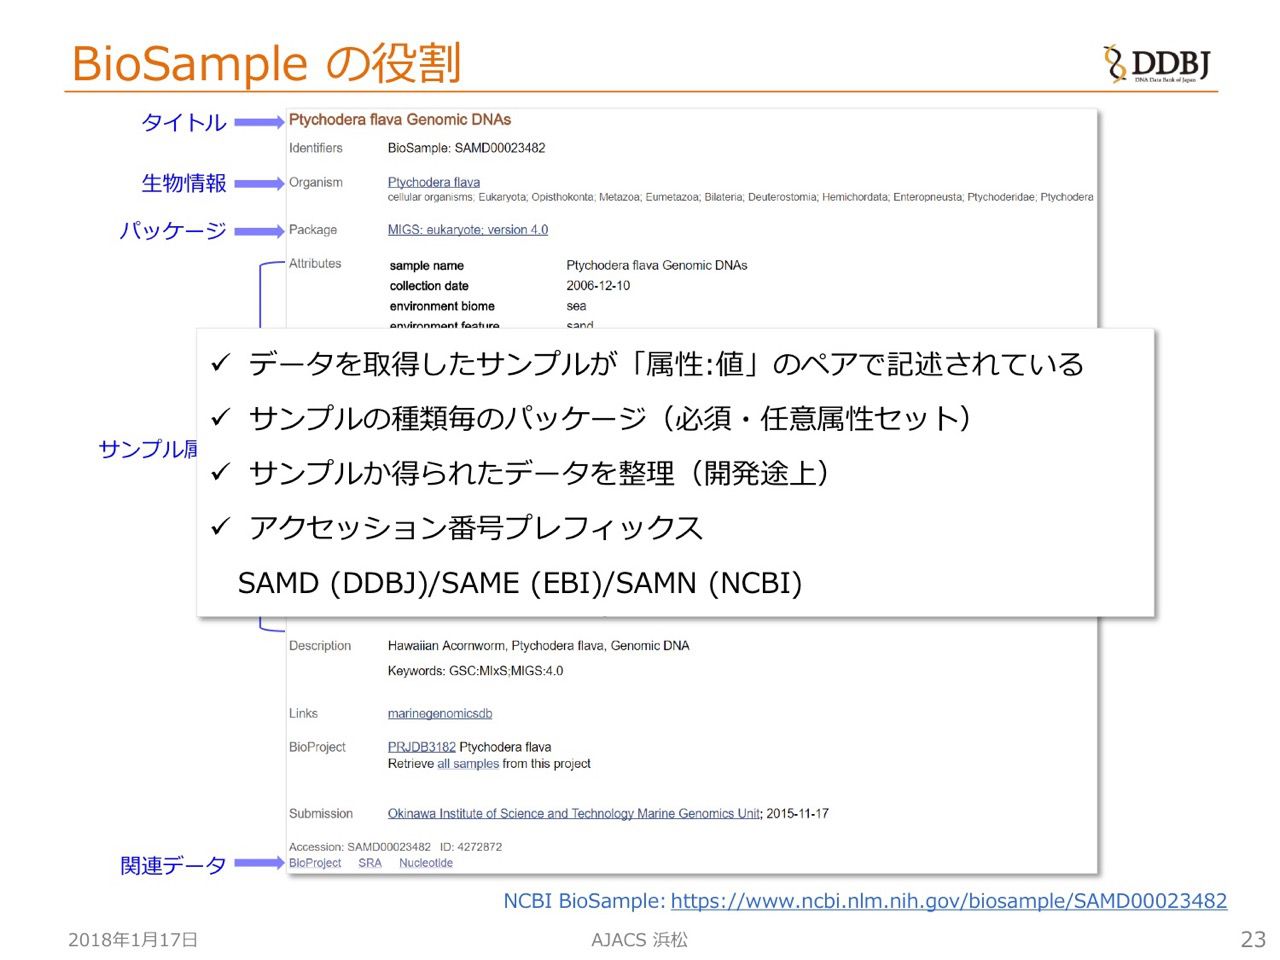 BioSample の役割
DDBJ
DNA Data Bank of Japan
タイトル
Ptychodera flava Genomic DNAs
Identifiers BioSample: SAMD00023482
生物情報
Organism Ptychodera flava
cellular organisms; Eukaryota; Opisthokonta; Metazoa; Eumetazoa; Bilateria; Deuterostomia; Hemichordata; Enteropneusta; Ptychoderidae; Ptychodera
パッケージ
Package MIGS: eukaryote; version 4.0
Attributes sample name Ptychodera flava Genomic DNAs
collection date 2006-12-10
environment biome sea
environment feature sand
サンプル属
✓ データを取得したサンプルが「属性:値」のペアで記述されている
✓ サンプルの種類毎のパッケージ（必須・任意属性セット）
✓ サンプルか得られたデータを整理（開発途上）
✓ アクセッション番号プレフィックス
SAMD (DDBJ)/SAME (EBI)/SAMN (NCBI)
Description Hawaiian Acornworm, Ptychodera flava, Genomic DNA
Keywords: GSC:MIxS;MIGS:4.0
Links marinegenomicsdb
BioProject PRJDB3182 Ptychodera flava
Retrieve all samples from this project
Submission Okinawa Institute of Science and Technology Marine Genomics Unit; 2015-11-17
Accession: SAMD00023482 ID: 4272872
関連データ
BioProject SRA Nucleotide
NCBI BioSample: https://www.ncbi.nlm.nih.gov/biosample/SAMD00023482
2018年1月17日
AJACS 浜松
23